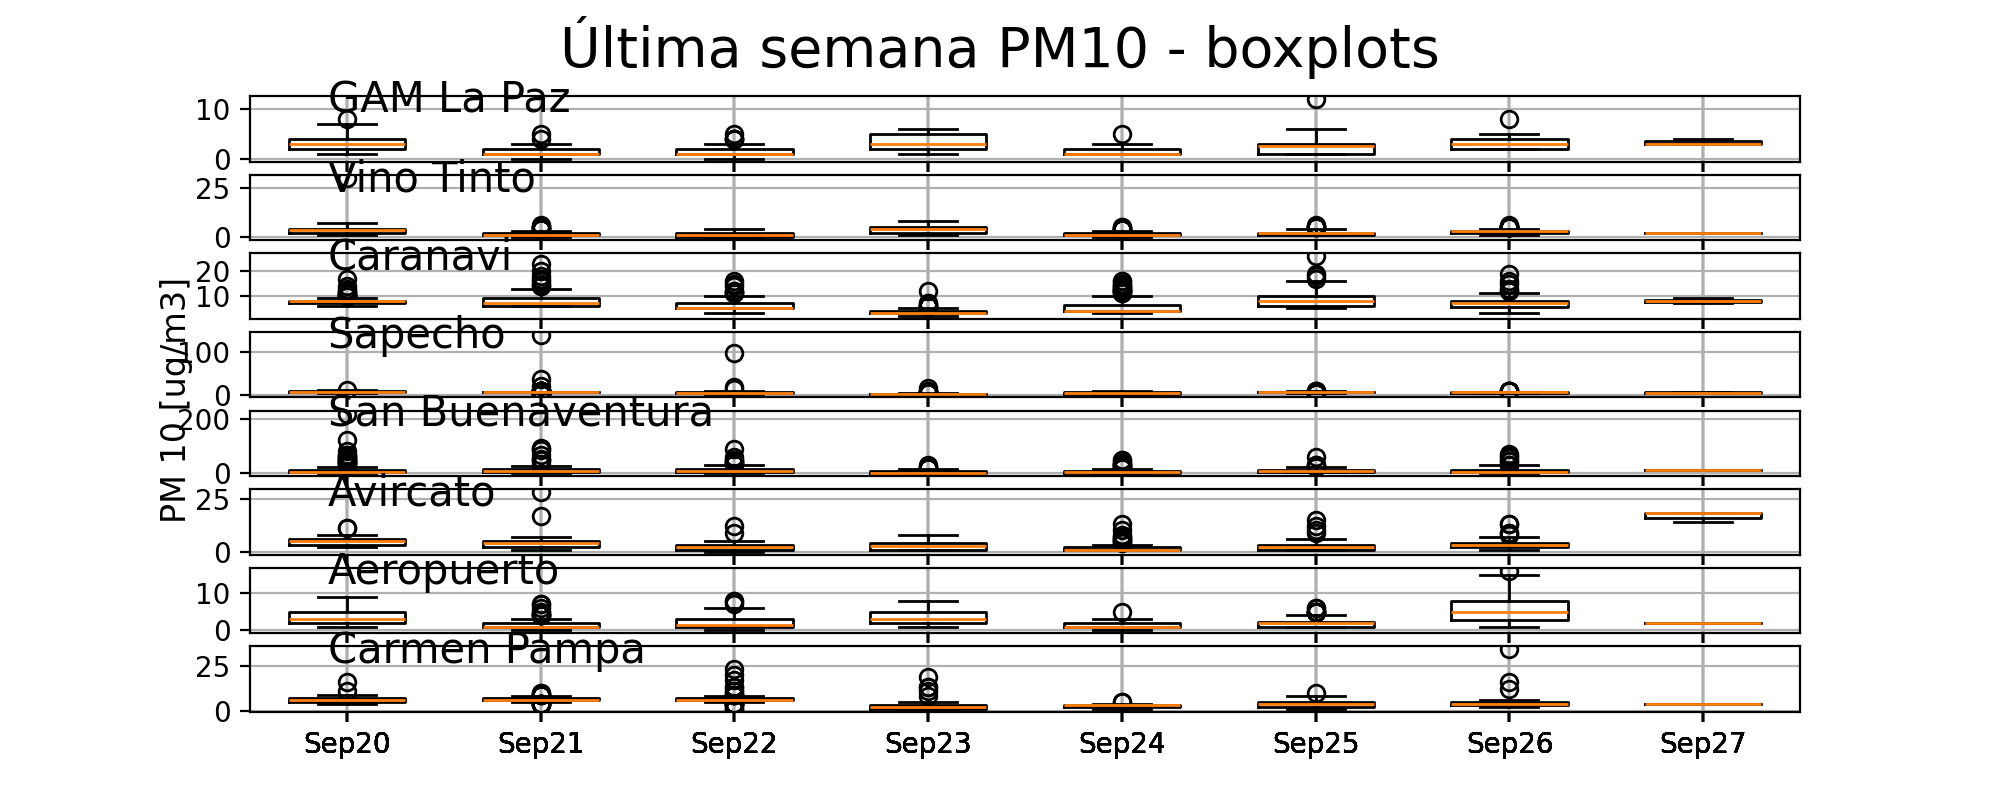 Última semana PM10 - boxplots
GAM La Paz
10
0
Vino Tinto
25
0
Caranavi
20
10
Sapecho
100
0
San Buenaventura
200
0
Avircato
25
0
Aeropuerto
10
0
Carmen Pampa
25
0
PM 10 [ug/m3]
Sep20 Sep21 Sep22 Sep23 Sep24 Sep25 Sep26 Sep27